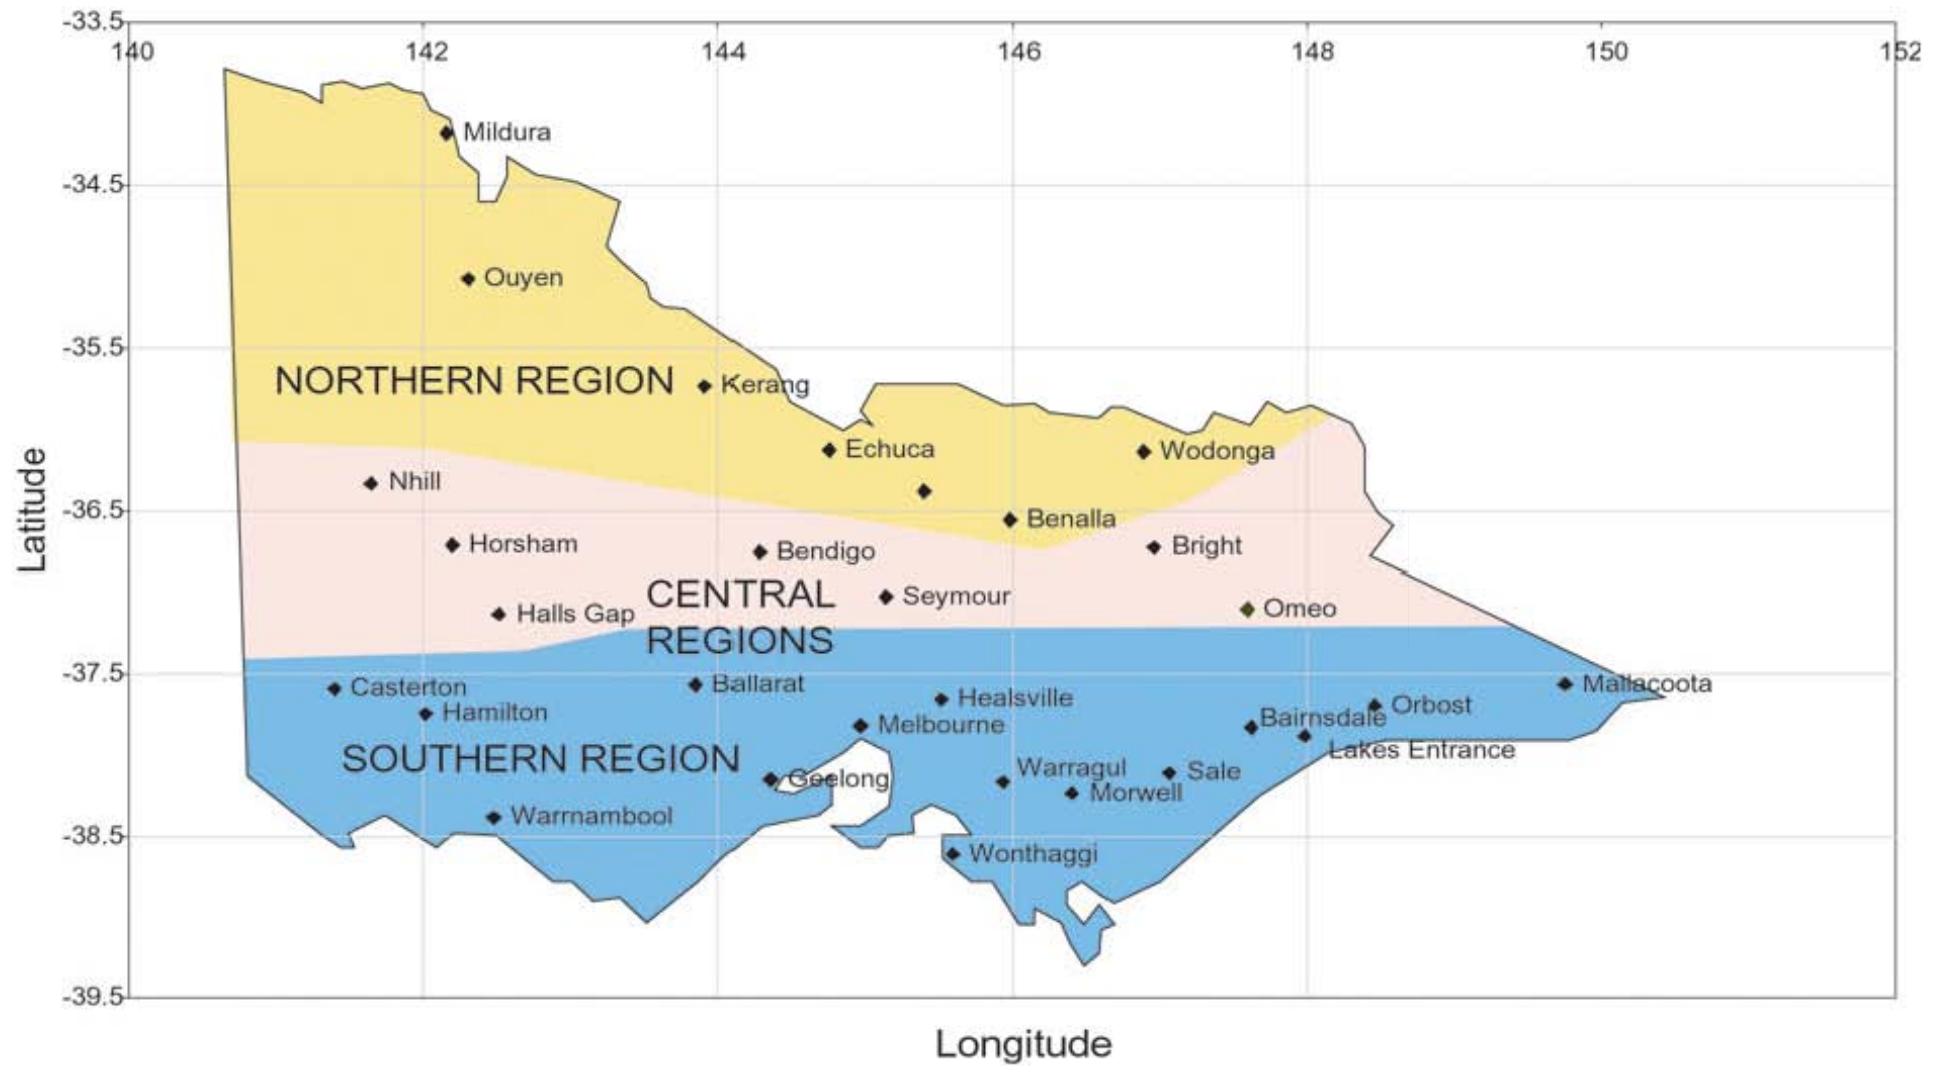 -33.5
140 142 144 146 148 150 152
Mildura
-34.5
Ouyen
-35.5
NORTHERN REGION
Kerang
Echuca
Wodonga
Nhill
-36.5
Benalla
Horsham
Bendigo
Bright
CENTRAL
REGIONS
Seymour
Halls Gap
Omeo
-37.5
Casterton
Ballarat
Mallacoota
Hamilton
Healsville
Orbost
Melbourne
Bairnsdale
SOUTHERN REGION
Lakes Entrance
Geelong
Warragul
Sale
Morwell
Warrnambool
-38.5
Wonthaggi
-39.5
Latitude
Longitude